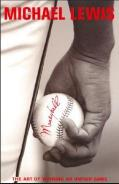 MICHAEL LEWIS
Moneyball
THE ART OF WINNING AN UNFAIR GAME